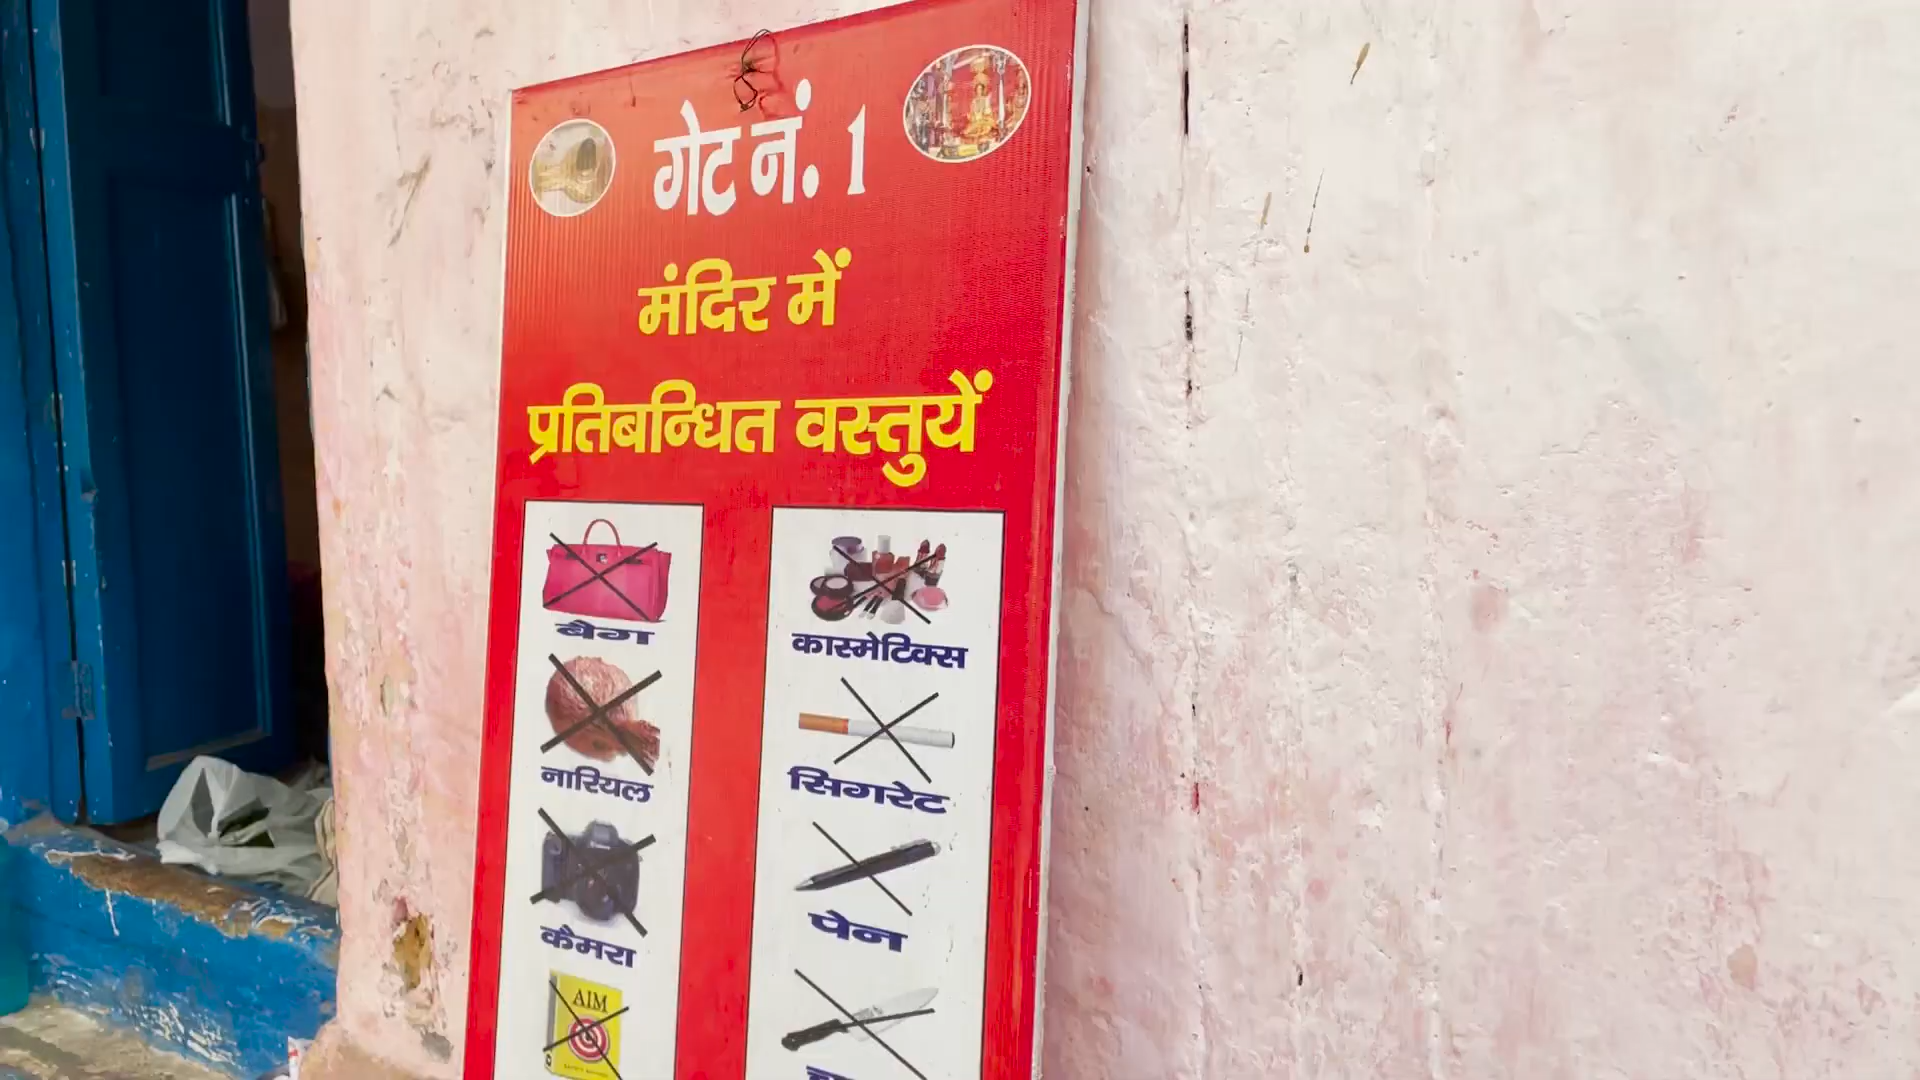 गेट नं. 1
मंदिर में
प्रतिबन्धित वस्तुयें
बैग
नारियल
कैमरा
AIM
कास्मेटिक्स
सिगरेट
पेन